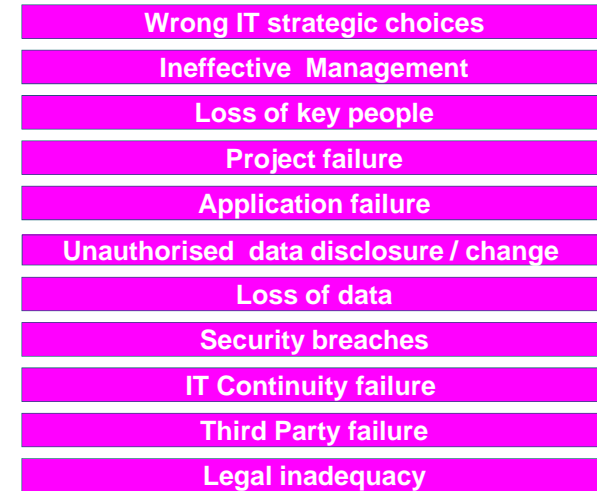 Wrong IT strategic choices
Ineffective Management
Loss of key people
Project failure
Application failure
Unauthorised data disclosure / change
Loss of data
Security breaches
IT Continuity failure
Third Party failure
Legal inadequacy